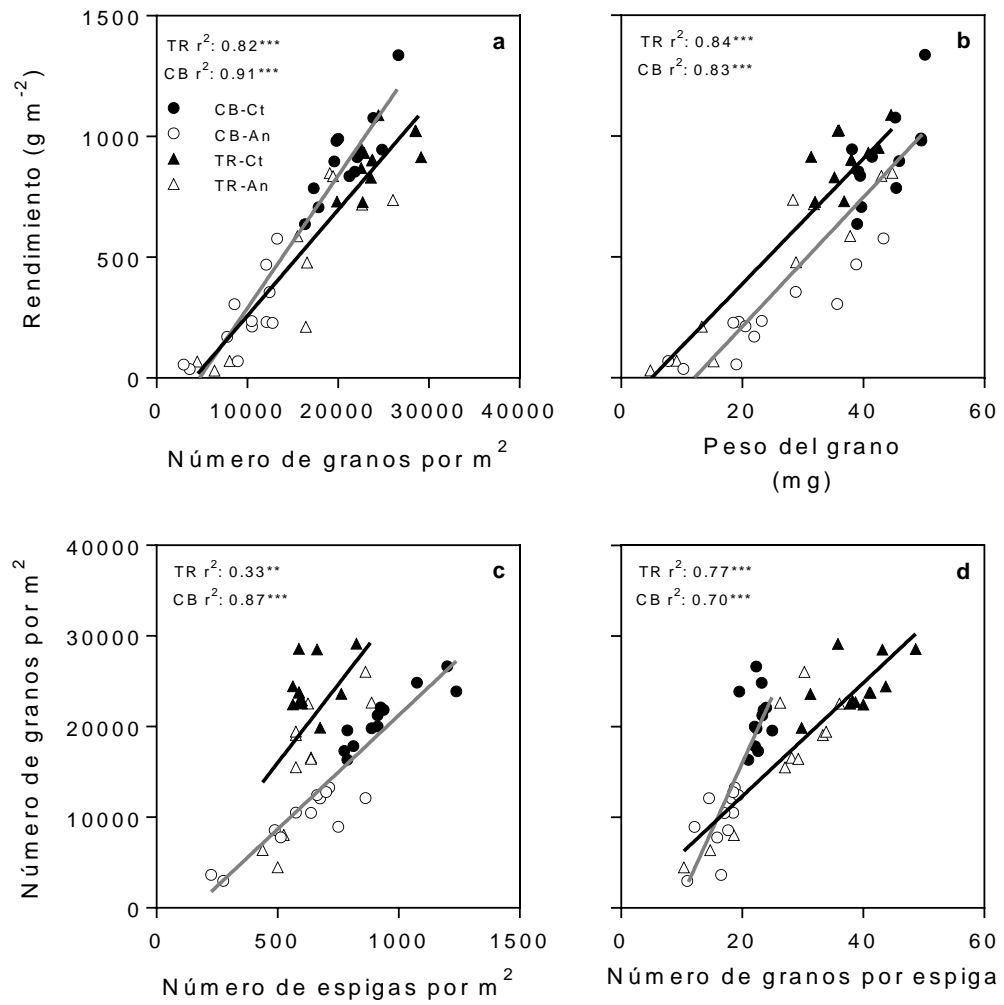 a
TR r²: 0.82***
CB r²: 0.91***
CB-Ct
CB-An
TR-Ct
TR-An
Rendimiento (g m⁻²)
1500
1000
500
0
0 10000 20000 30000 40000
Número de granos por m²
b
TR r²: 0.84***
CB r²: 0.83***
0 20 40 60
Peso del grano
(mg)
c
TR r²: 0.33**
CB r²: 0.87***
Número de granos por m²
40000
30000
20000
10000
0
0 500 1000 1500
Número de espigas por m²
d
TR r²: 0.77***
CB r²: 0.70***
0 20 40 60
Número de granos por espiga